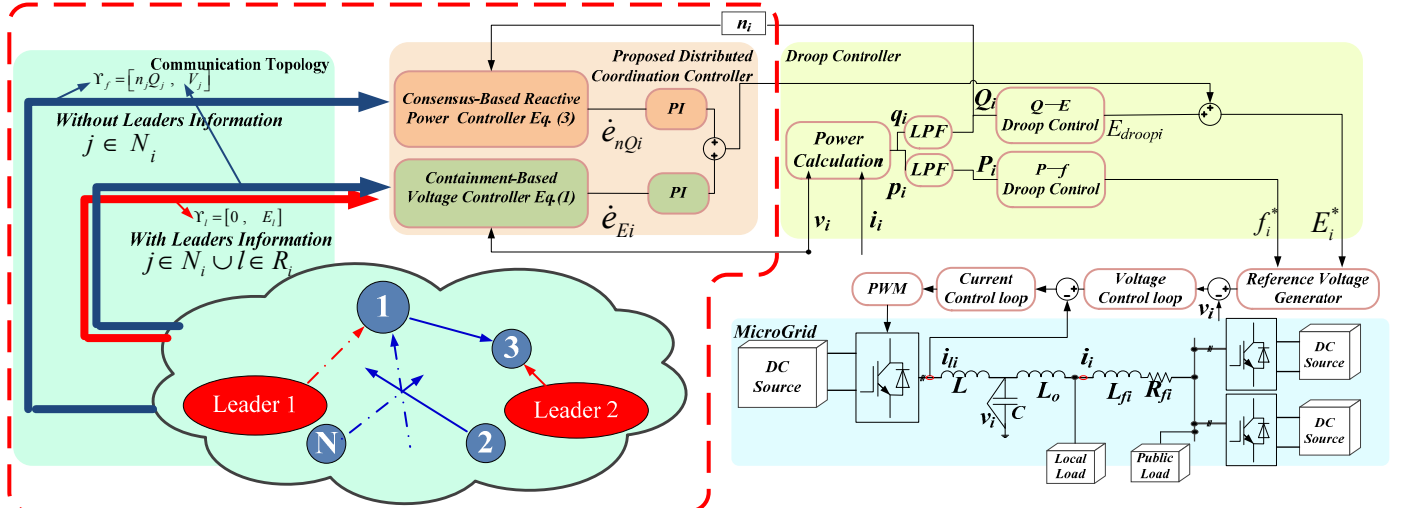 n_i
Communication Topology
ϒ_f = [n_j Q_j , V_j]
Without Leaders Information
j ∈ N_i
ϒ_l = [0 , E_l]
With Leaders Information
j ∈ N_i ∪ l ∈ R_i
Proposed Distributed
Coordination Controller
Consensus-Based Reactive
Power Controller Eq. (3)
ė_nQi
PI
Containment-Based
Voltage Controller Eq.(1)
ė_Ei
PI
Droop Controller
Power
Calculation
q_i
LPF
Q_i
Q—E
Droop Control
E_droopi
p_i
LPF
P_i
P—f
Droop Control
v_i
i_i
f_i^*
E_i^*
PWM
Current
Control loop
Voltage
Control loop
v_i
Reference Voltage
Generator
MicroGrid
DC
Source
i_li
L
v_i
C
L_o
i_i
L_fi
R_fi
Local
Load
Public
Load
DC
Source
DC
Source
1
3
Leader 1
Leader 2
N
2